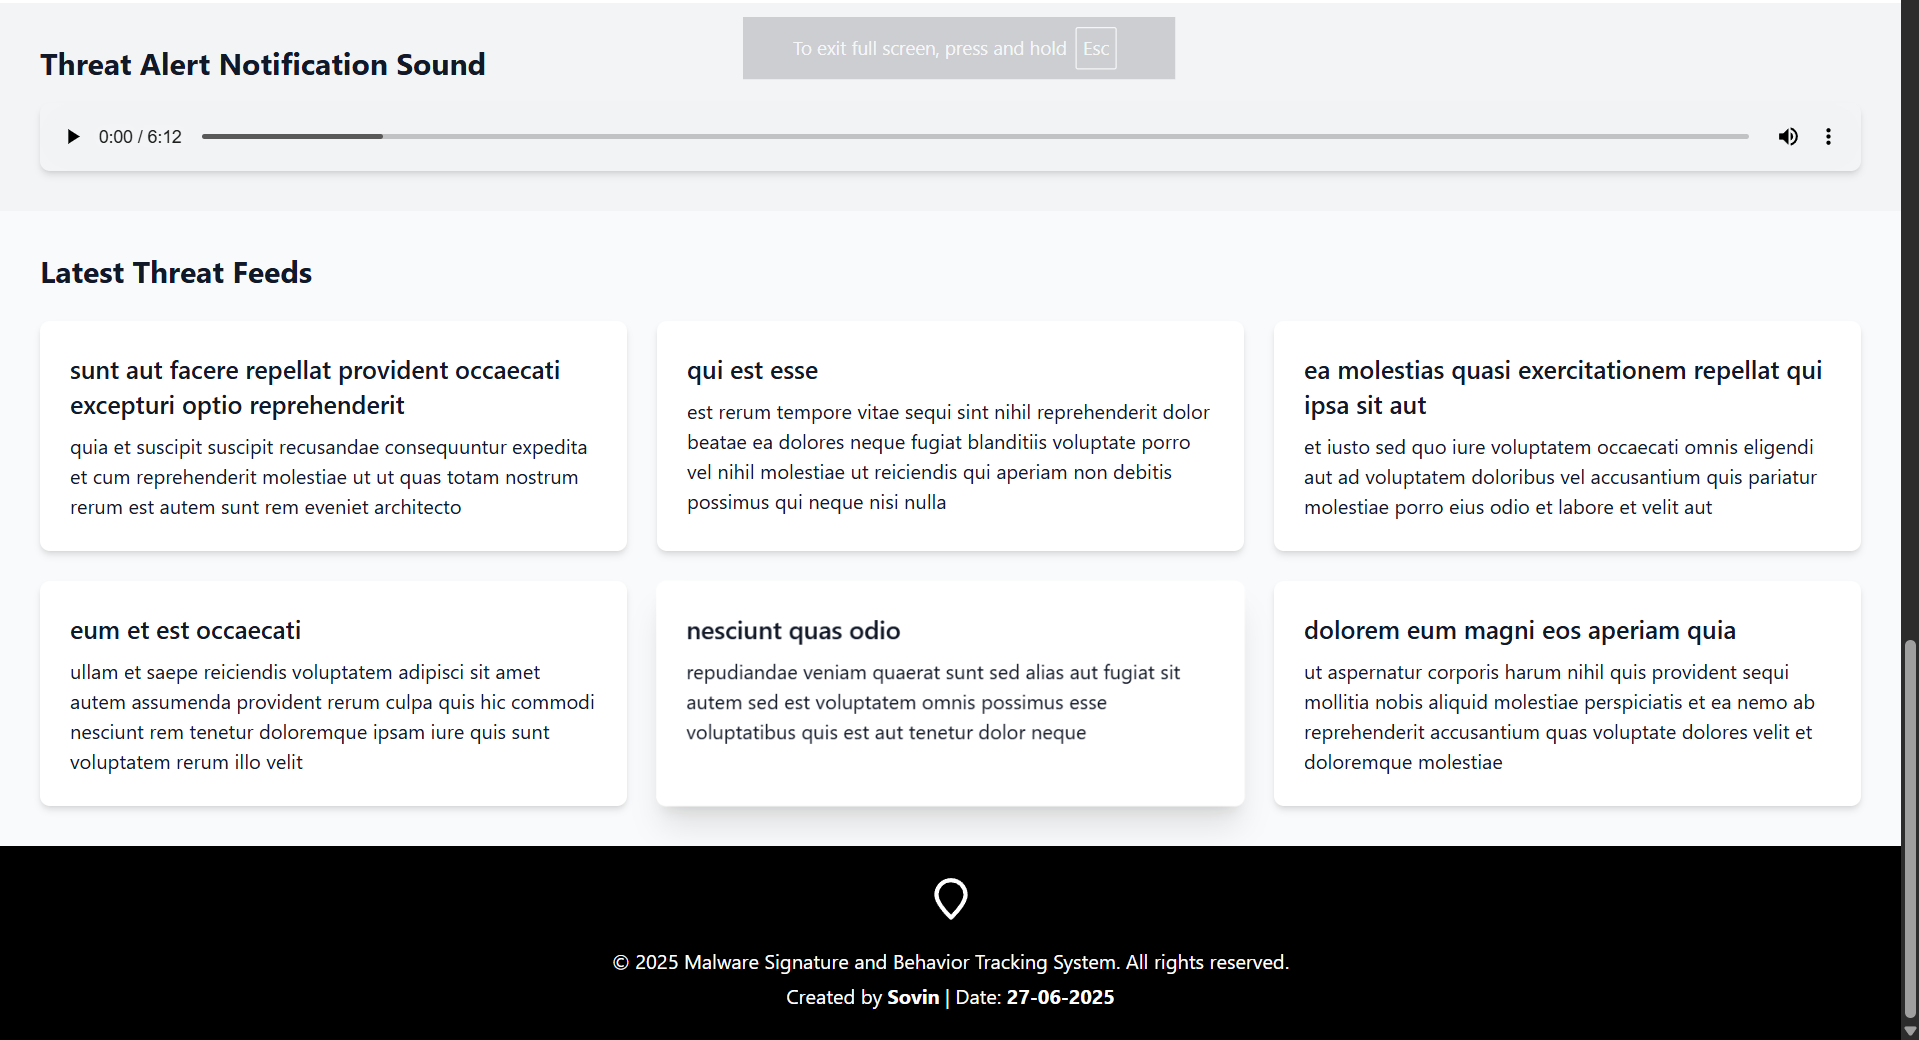 To exit full screen, press and hold Esc
Threat Alert Notification Sound
0:00 / 6:12
Latest Threat Feeds
sunt aut facere repellat provident occaecati
excepturi optio reprehenderit
quia et suscipit suscipit recusandae consequuntur expedita
et cum reprehenderit molestiae ut ut quas totam nostrum
rerum est autem sunt rem eveniet architecto
qui est esse
est rerum tempore vitae sequi sint nihil reprehenderit dolor
beatae ea dolores neque fugiat blanditiis voluptate porro
vel nihil molestiae ut reiciendis qui aperiam non debitis
possimus qui neque nisi nulla
ea molestias quasi exercitationem repellat qui
ipsa sit aut
et iusto sed quo iure voluptatem occaecati omnis eligendi
aut ad voluptatem doloribus vel accusantium quis pariatur
molestiae porro eius odio et labore et velit aut
eum et est occaecati
ullam et saepe reiciendis voluptatem adipisci sit amet
autem assumenda provident rerum culpa quis hic commodi
nesciunt rem tenetur doloremque ipsam iure quis sunt
voluptatem rerum illo velit
nesciunt quas odio
repudiandae veniam quaerat sunt sed alias aut fugiat sit
autem sed est voluptatem omnis possimus esse
voluptatibus quis est aut tenetur dolor neque
dolorem eum magni eos aperiam quia
ut aspernatur corporis harum nihil quis provident sequi
mollitia nobis aliquid molestiae perspiciatis et ea nemo ab
reprehenderit accusantium quas voluptate dolores velit et
doloremque molestiae
© 2025 Malware Signature and Behavior Tracking System. All rights reserved.
Created by Sovin | Date: 27-06-2025